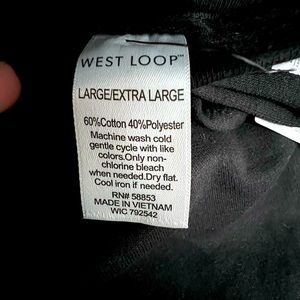 WEST LOOP™
LARGE/EXTRA LARGE
60%Cotton 40%Polyester
Machine wash cold
gentle cycle with like
colors.Only non-
chlorine bleach
when needed.Dry flat.
Cool iron if needed.
RN# 58853
MADE IN VIETNAM
WIC 792542